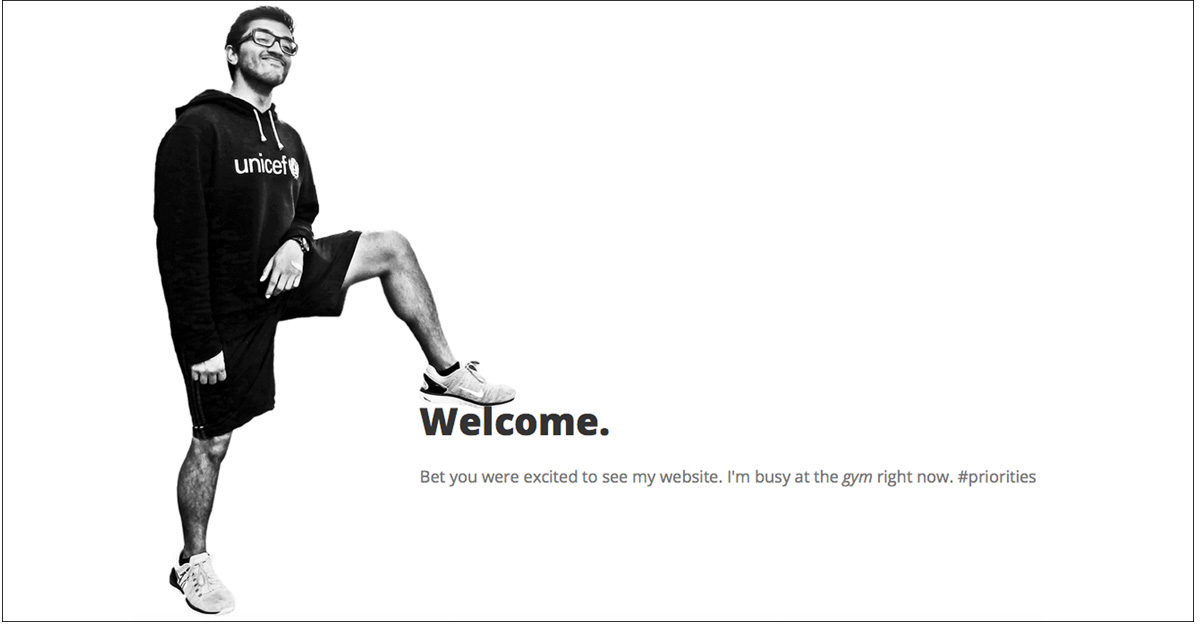 unicef
Welcome.
Bet you were excited to see my website. I'm busy at the gym right now. #priorities